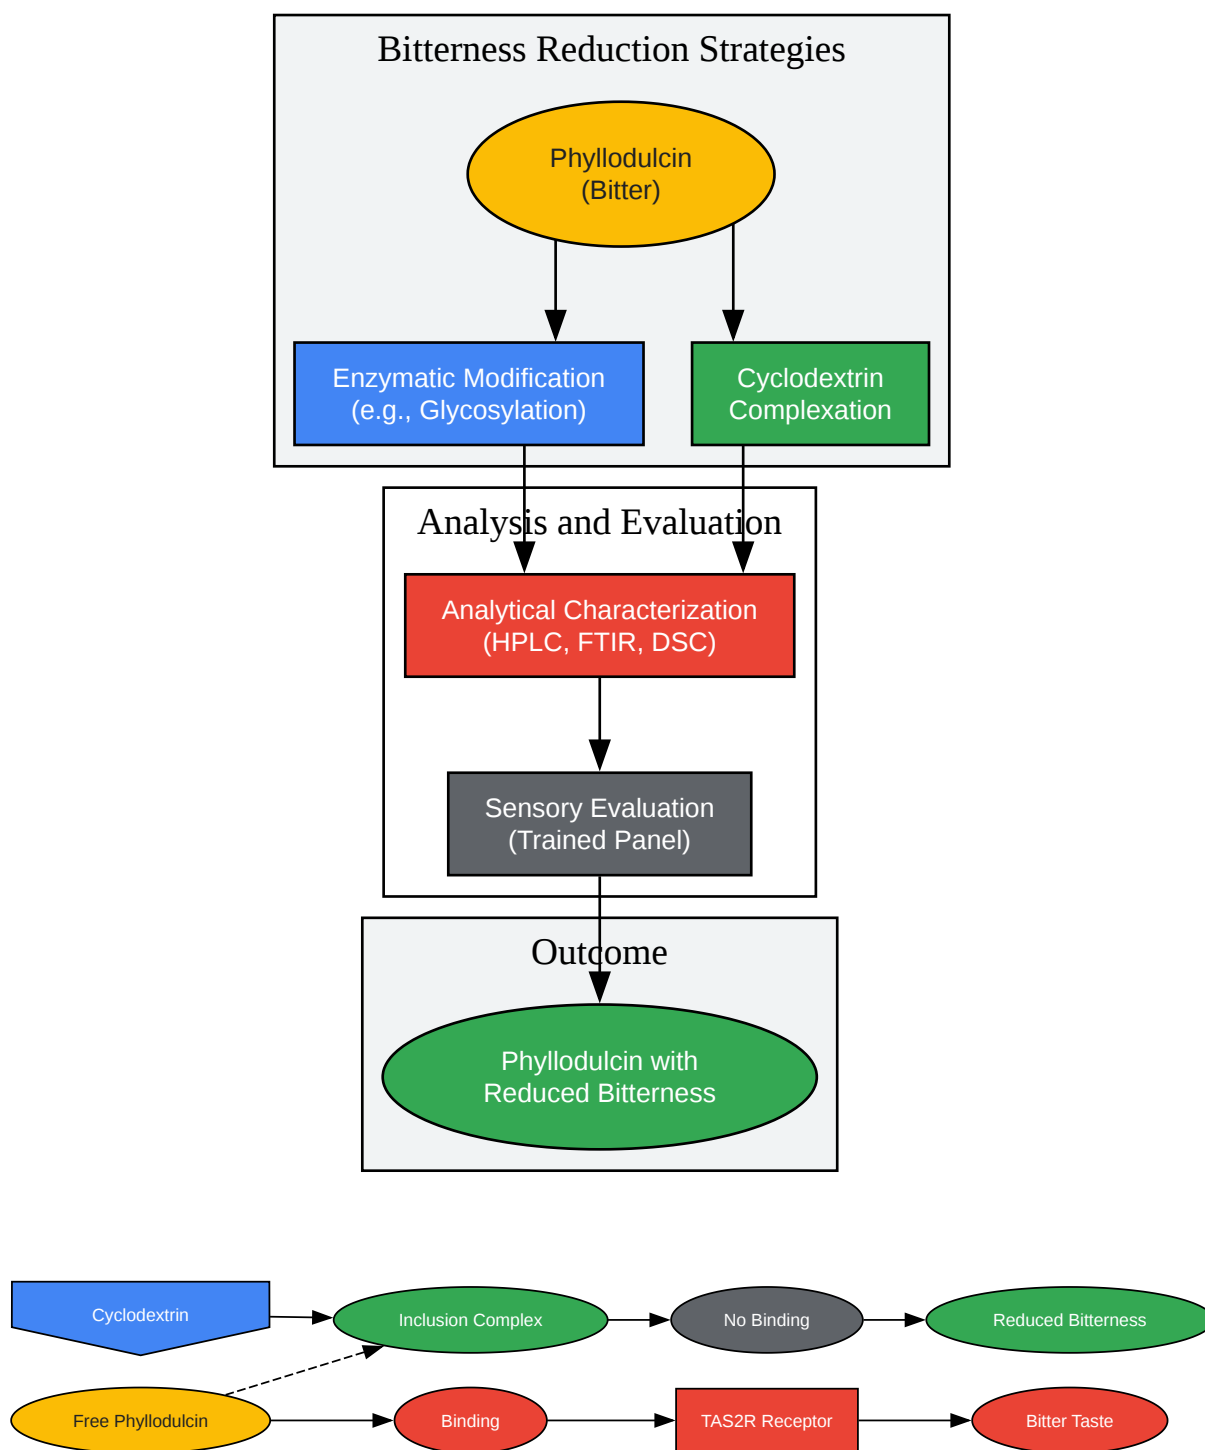 Bitterness Reduction Strategies
Phyllodulcin
(Bitter)
Enzymatic Modification
(e.g., Glycosylation)
Cyclodextrin
Complexation
Analysis and Evaluation
Analytical Characterization
(HPLC, FTIR, DSC)
Sensory Evaluation
(Trained Panel)
Outcome
Phyllodulcin with
Reduced Bitterness
Cyclodextrin
Inclusion Complex
No Binding
Reduced Bitterness
Free Phyllodulcin
Binding
TAS2R Receptor
Bitter Taste